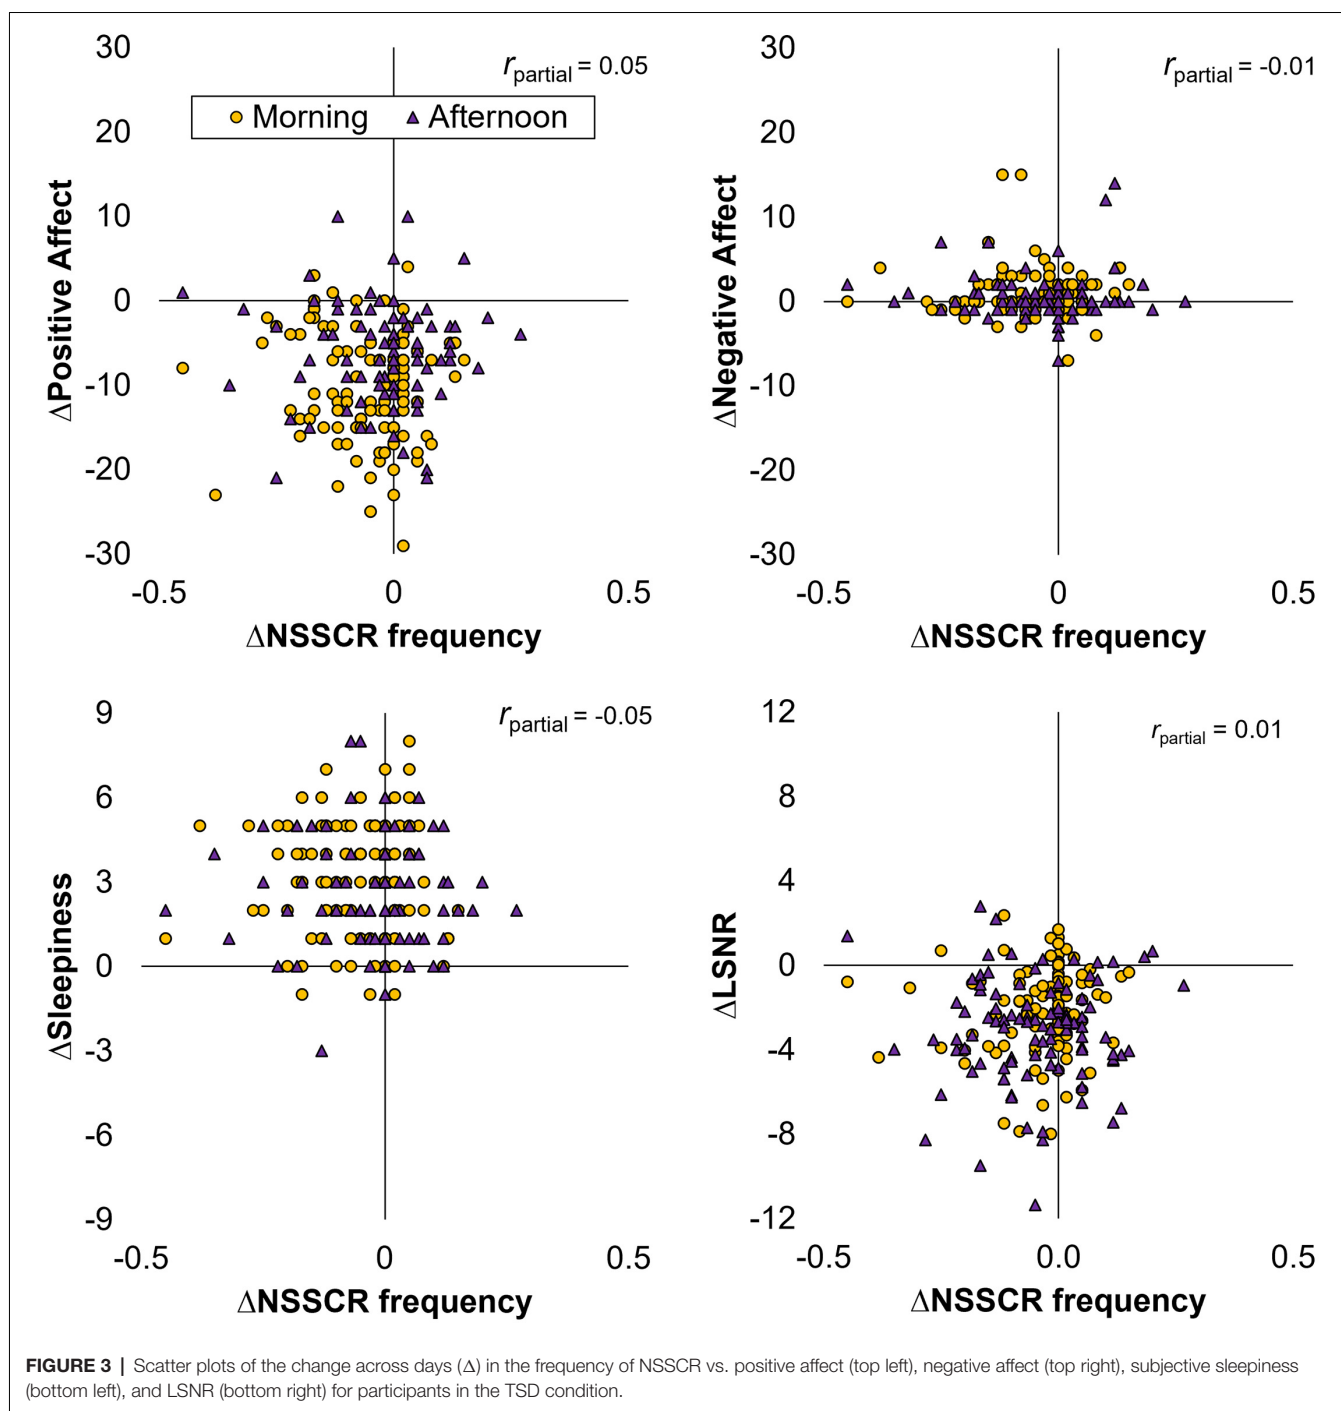 30
20
10
0
-10
-20
-30
ΔPositive Affect
r partial = 0.05
Morning Afternoon
-0.5 0 0.5
ΔNSSCR frequency
30
20
10
0
-10
-20
-30
ΔNegative Affect
r partial = -0.01
-0.5 0 0.5
ΔNSSCR frequency
9
6
3
0
-3
-6
-9
ΔSleepiness
r partial = -0.05
-0.5 0 0.5
ΔNSSCR frequency
12
8
4
0
-4
-8
-12
ΔLSNR
r partial = 0.01
-0.5 0.0 0.5
ΔNSSCR frequency
FIGURE 3 | Scatter plots of the change across days (Δ) in the frequency of NSSCR vs. positive affect (top left), negative affect (top right), subjective sleepiness
(bottom left), and LSNR (bottom right) for participants in the TSD condition.